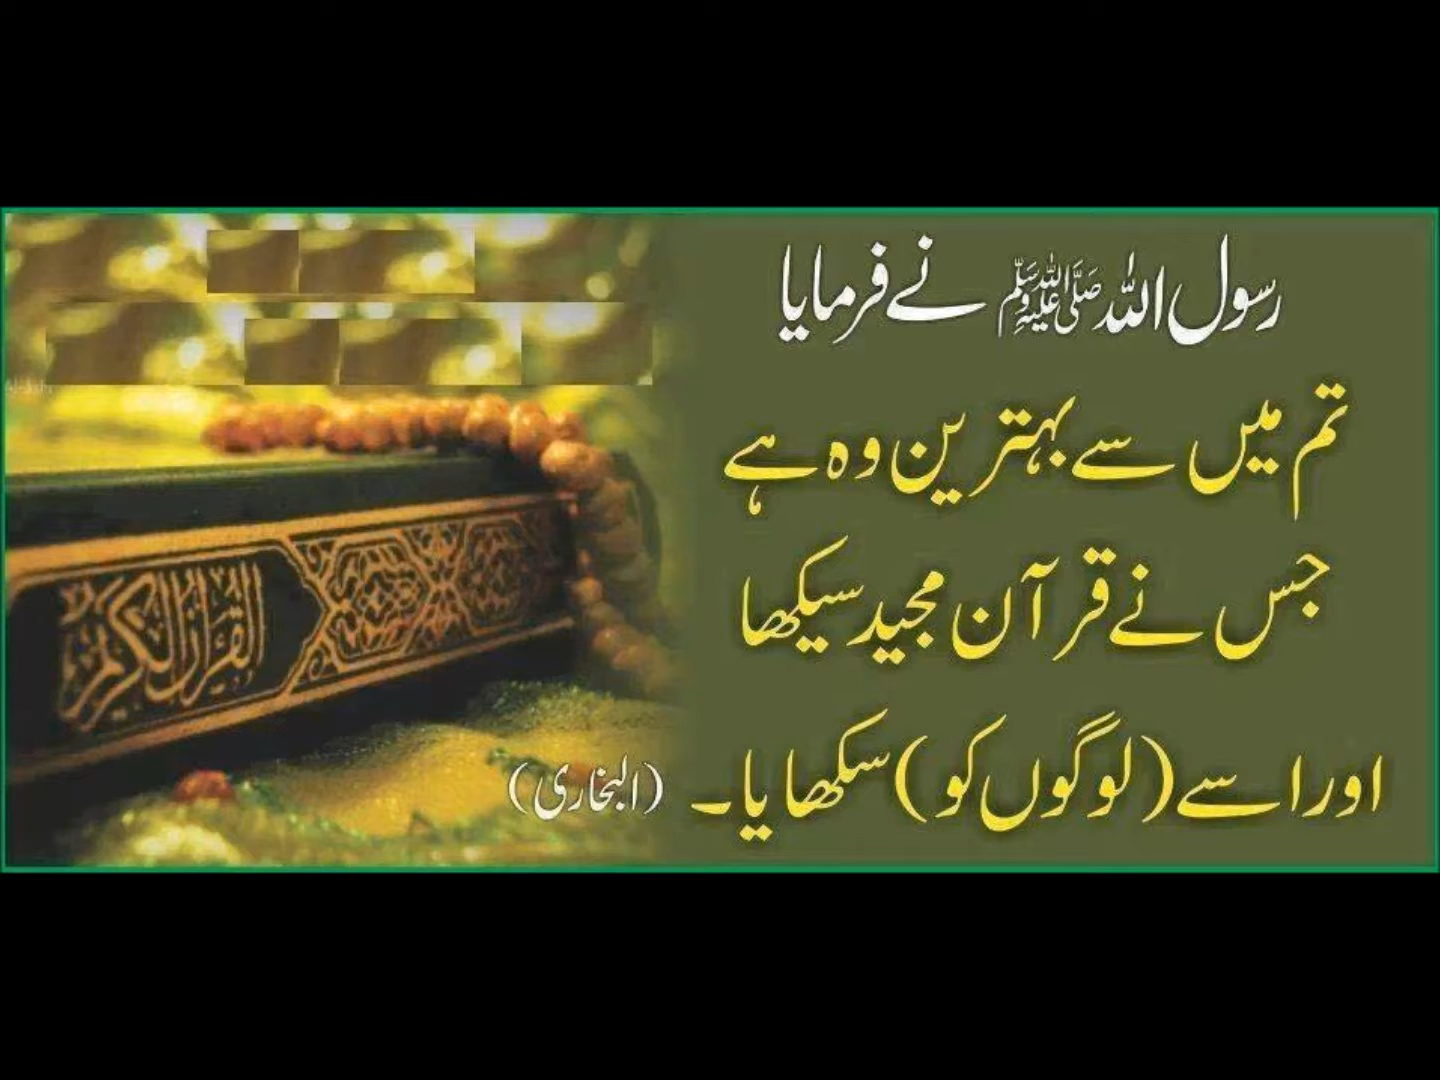 رسول اللہ ﷺ نے فرمایا
تم میں سے بہترین وہ ہے
جس نے قرآن مجید سیکھا
اور اسے (لوگوں کو) سکھایا۔ (البخاری)
القرآن الكريم